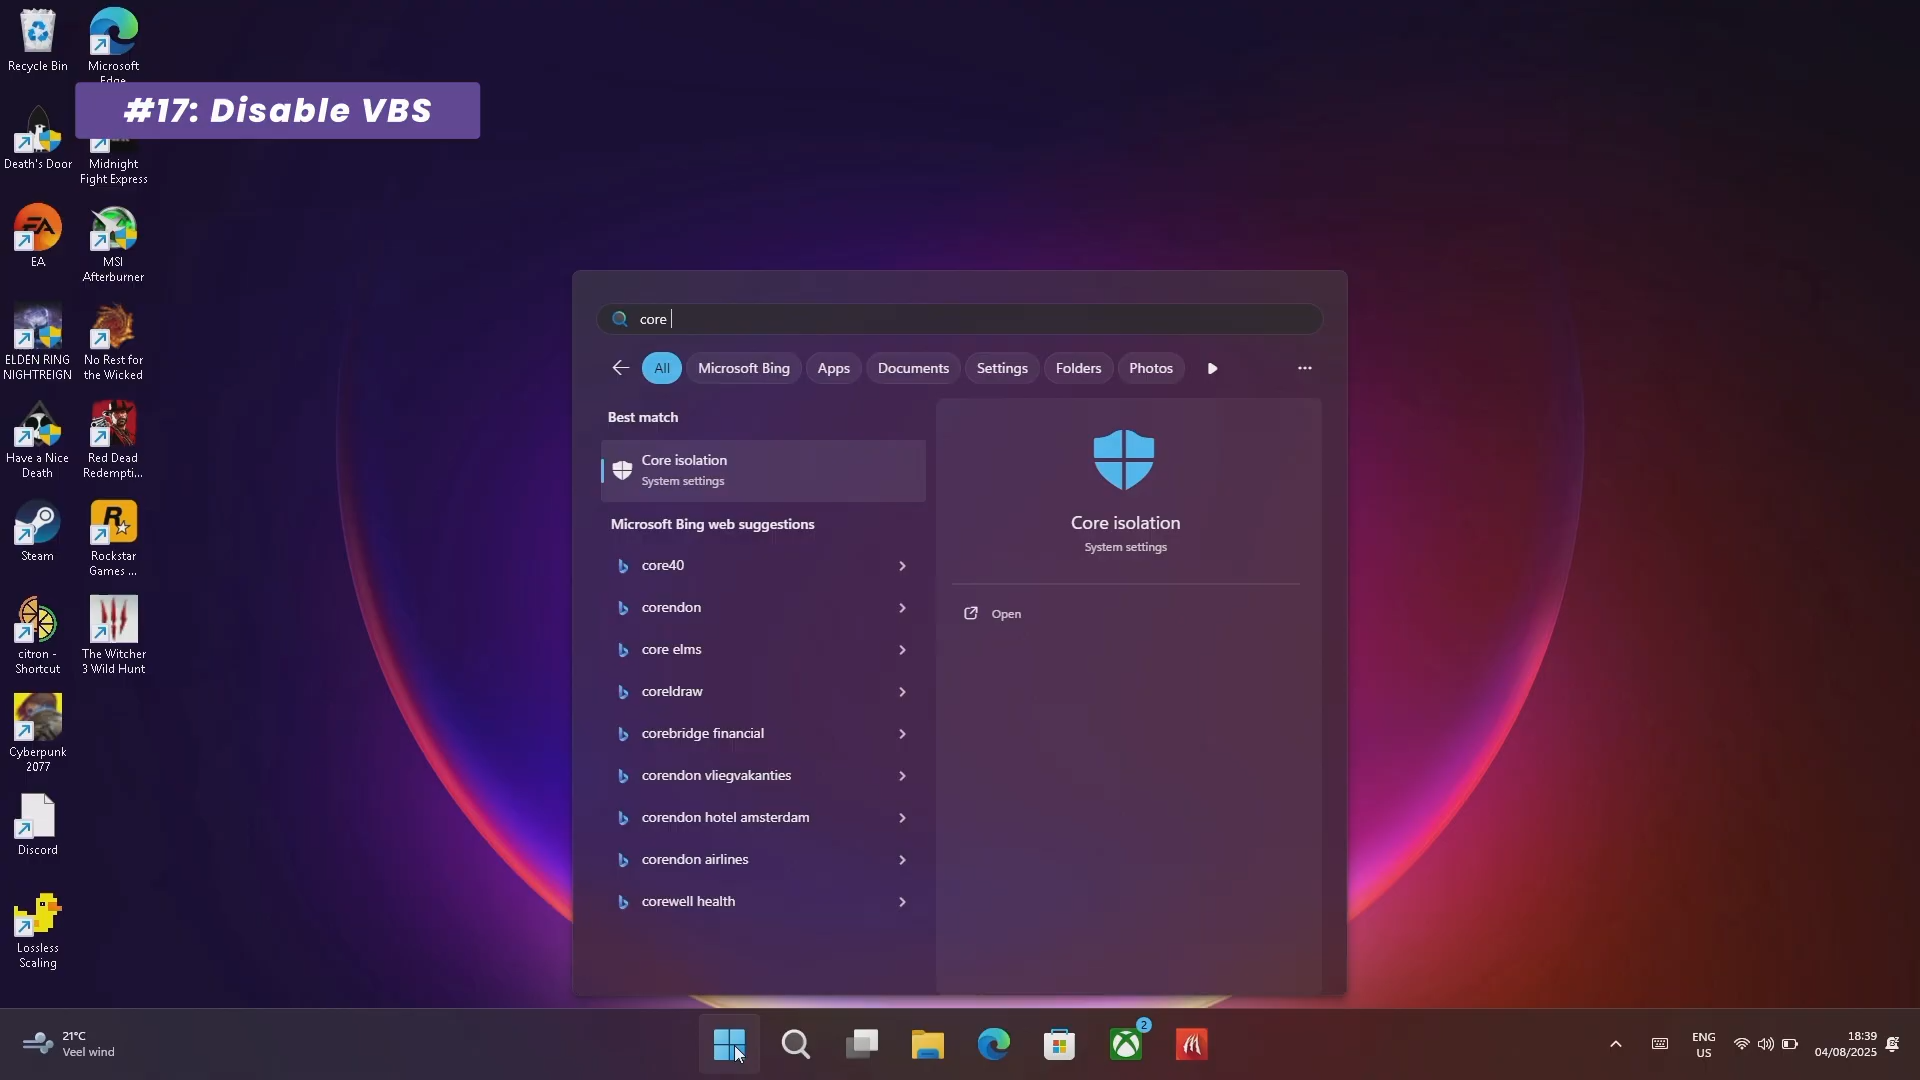 Recycle Bin
Microsoft
Edge
#17: Disable VBS
Death's Door
Midnight
Fight Express
EA
MSI
Afterburner
ELDEN RING
NIGHTREIGN
No Rest for
the Wicked
Have a Nice
Death
Red Dead
Redempti...
Steam
Rockstar
Games ...
citron -
Shortcut
The Witcher
3 Wild Hunt
Cyberpunk
2077
Discord
Lossless
Scaling
core
All
Microsoft Bing
Apps
Documents
Settings
Folders
Photos
Best match
Core isolation
System settings
Microsoft Bing web suggestions
core40
corendon
core elms
coreldraw
corebridge financial
corendon vliegvakanties
corendon hotel amsterdam
corendon airlines
corewell health
Core isolation
System settings
Open
21°C
Veel wind
2
ENG
US
18:39
04/08/2025